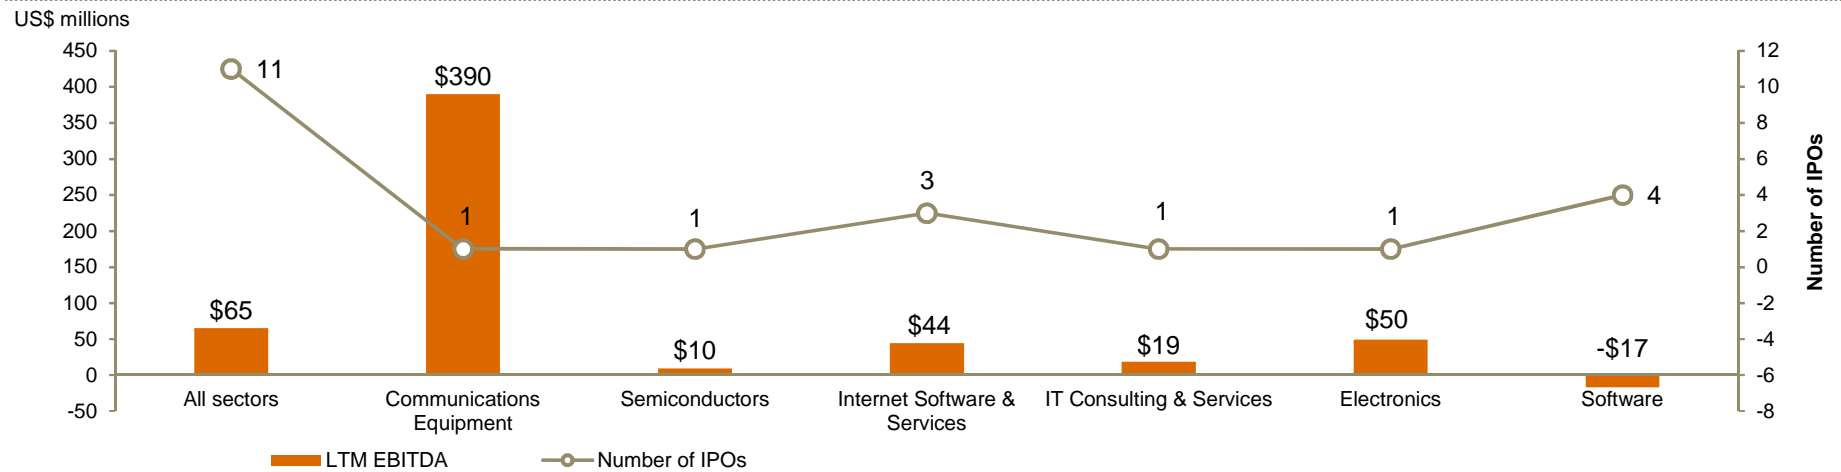 US$ millions
450
400
350
300
250
200
150
100
50
0
-50
12
10
8
6
4
2
0
-2
-4
-6
-8
Number of IPOs
11
1
1
3
1
1
4
$65
$390
$10
$44
$19
$50
-$17
All sectors
Communications
Equipment
Semiconductors
Internet Software &
Services
IT Consulting & Services
Electronics
Software
LTM EBITDA
Number of IPOs